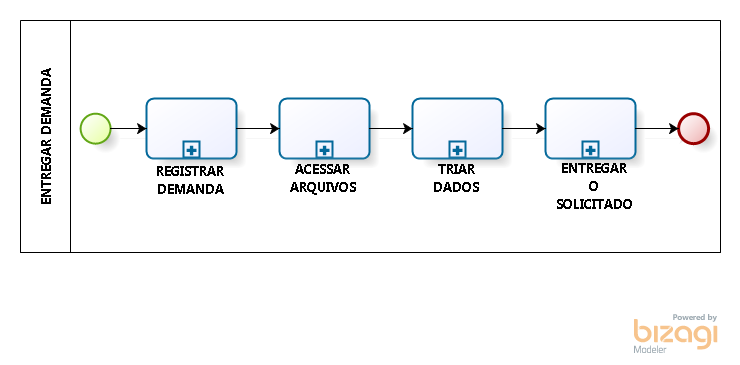 ENTREGAR DEMANDA
REGISTRAR
DEMANDA
ACESSAR
ARQUIVOS
TRIAR
DADOS
ENTREGAR
O
SOLICITADO
Powered by
bizagi
Modeler